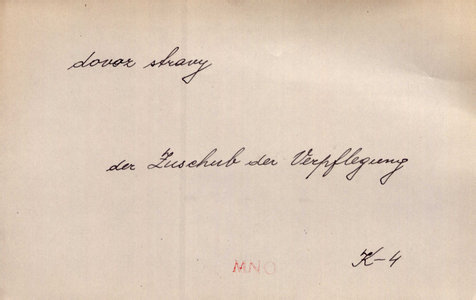 dovoz stravy
der Zuschub der Verpflegung
K-4
MNO